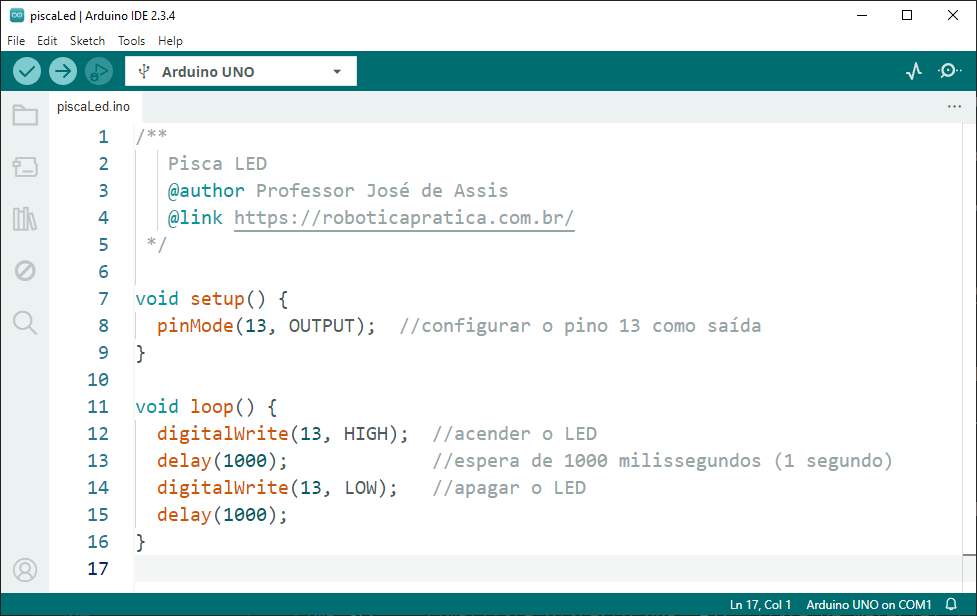 piscaLed | Arduino IDE 2.3.4
File Edit Sketch Tools Help
Arduino UNO
piscaLed.ino
1 /**
2 Pisca LED
3 @author Professor José de Assis
4 @link https://roboticapratica.com.br/
5 */
6
7 void setup() {
8 pinMode(13, OUTPUT); //configurar o pino 13 como saída
9 }
10
11 void loop() {
12 digitalWrite(13, HIGH); //acender o LED
13 delay(1000); //espera de 1000 milissegundos (1 segundo)
14 digitalWrite(13, LOW); //apagar o LED
15 delay(1000);
16 }
17
Ln 17, Col 1 Arduino UNO on COM1